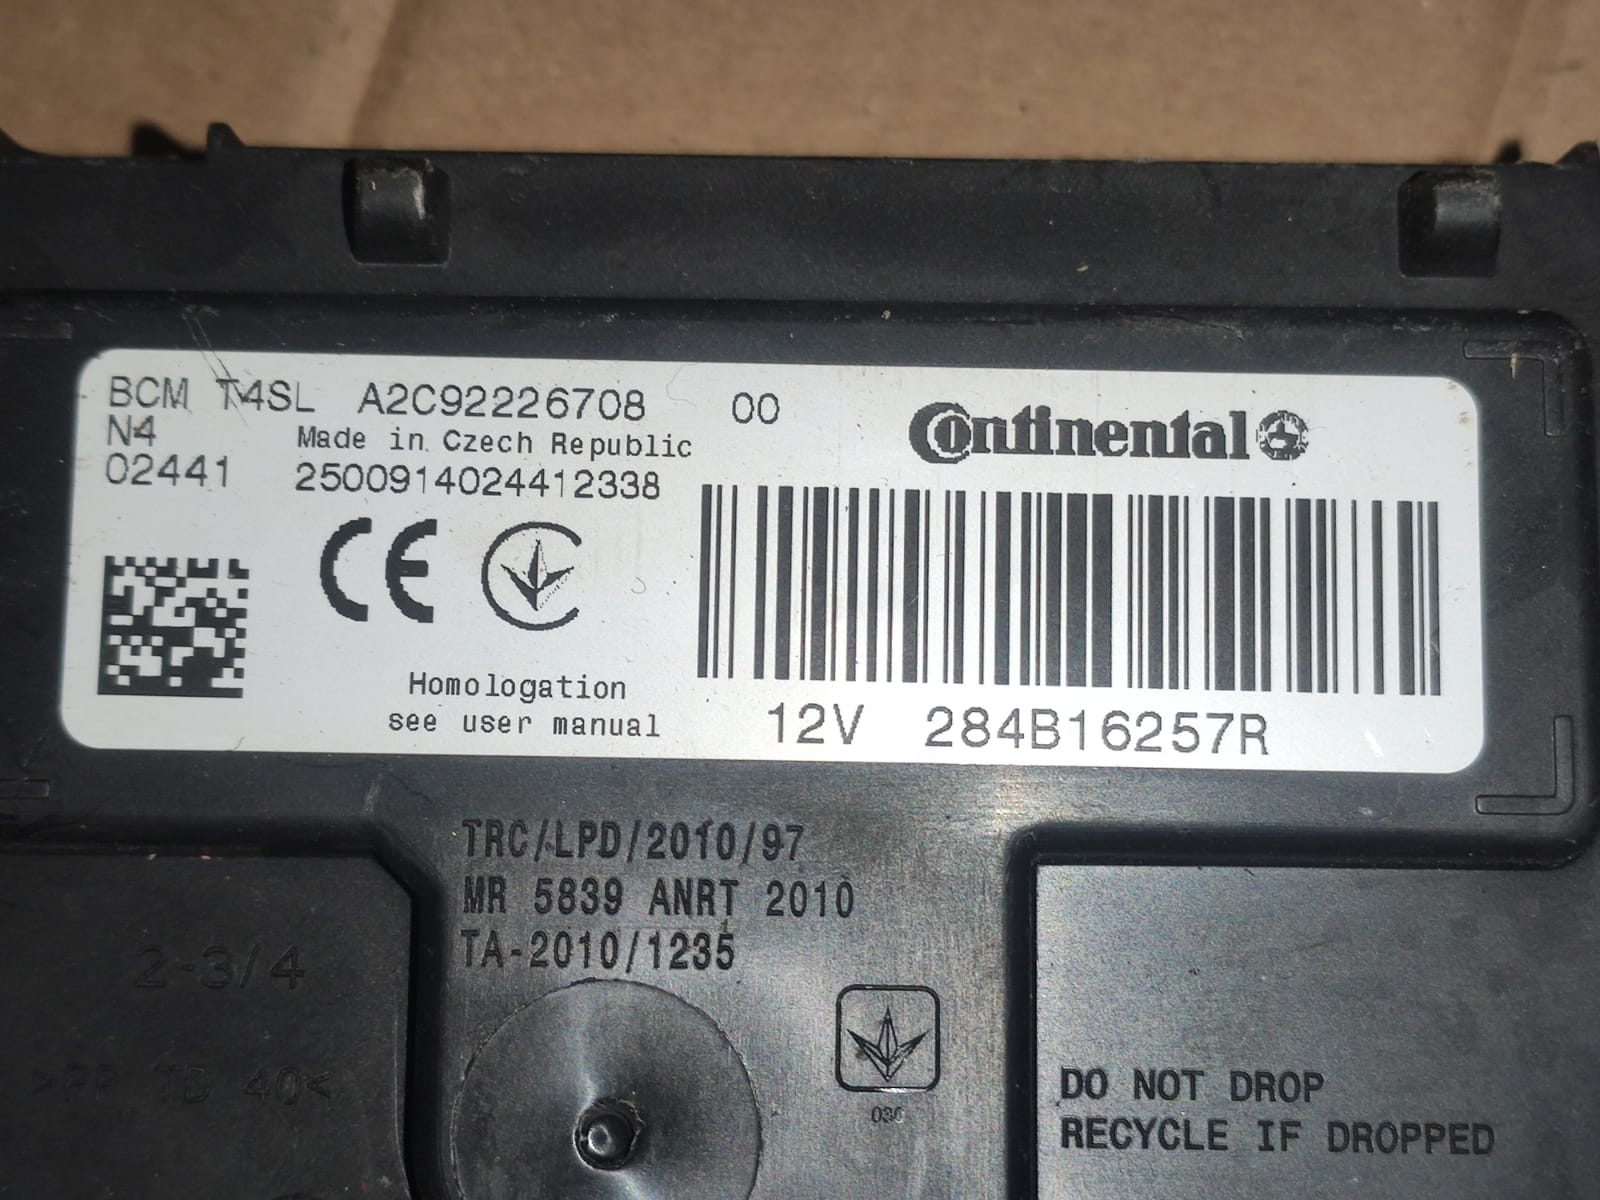 BCM T4SL A2C92226708 00
N4 Made in Czech Republic
02441 2500914024412338
Continental
CE
Homologation
see user manual
12V 284B16257R
TRC/LPD/2010/97
MR 5839 ANRT 2010
TA-2010/1235
2-3/4
40<
DO NOT DROP
RECYCLE IF DROPPED